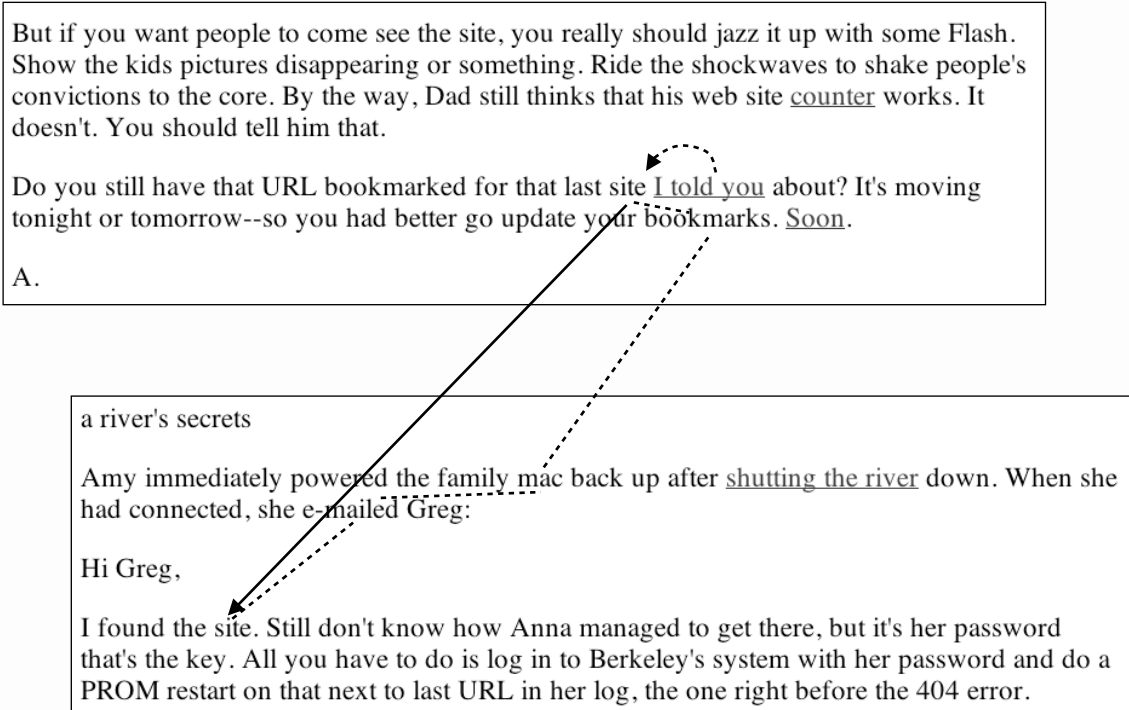 But if you want people to come see the site, you really should jazz it up with some Flash.
Show the kids pictures disappearing or something. Ride the shockwaves to shake people's
convictions to the core. By the way, Dad still thinks that his web site counter works. It
doesn't. You should tell him that.
Do you still have that URL bookmarked for that last site I told you about? It's moving
tonight or tomorrow--so you had better go update your bookmarks. Soon.
A.
a river's secrets
Amy immediately powered the family mac back up after shutting the river down. When she
had connected, she e-mailed Greg:
Hi Greg,
I found the site. Still don't know how Anna managed to get there, but it's her password
that's the key. All you have to do is log in to Berkeley's system with her password and do a
PROM restart on that next to last URL in her log, the one right before the 404 error.